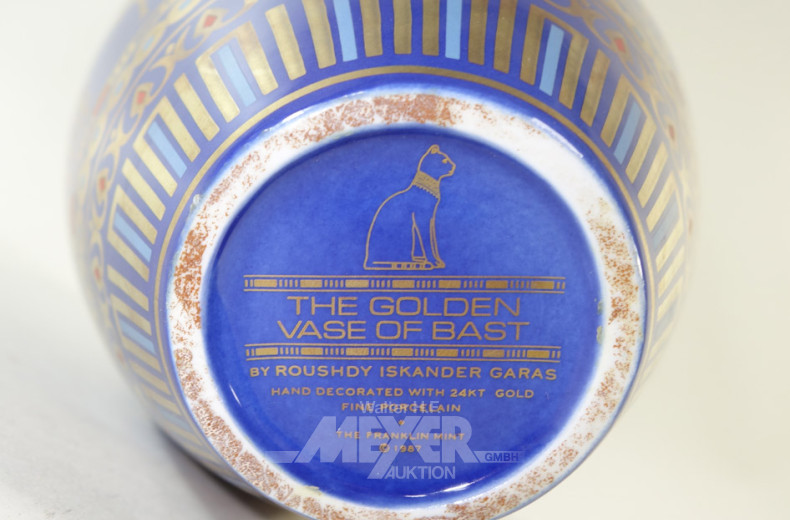 THE GOLDEN
VASE OF BAST
BY ROUSHDY ISKANDER GARAS
HAND DECORATED WITH 24KT GOLD
FINE PORCELAIN
Walter H.F.
MEYER GMBH
THE FRANKLIN MINT
© 1987
AUKTION